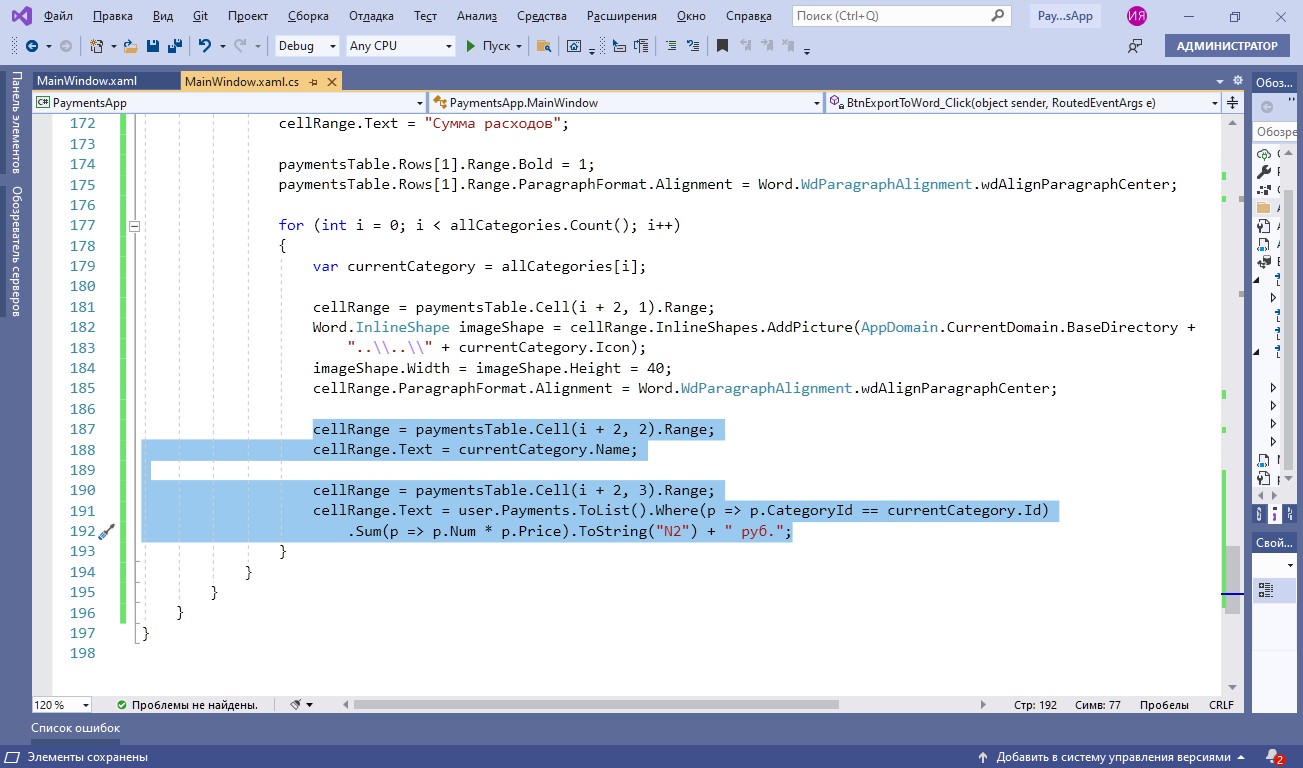 Файл Правка Вид Git Проект Сборка Отладка Тест Анализ Средства Расширения Окно Справка Поиск (Ctrl+Q) Pay...sApp ИЯ
Debug Any CPU Пуск АДМИНИСТРАТОР
MainWindow.xaml MainWindow.xaml.cs Обоз...
PaymentsApp PaymentsApp.MainWindow BtnExportToWord_Click(object sender, RoutedEventArgs e)
Панель элементов
Обозреватель серверов
Обозре
172 cellRange.Text = "Сумма расходов";
173
174 paymentsTable.Rows[1].Range.Bold = 1;
175 paymentsTable.Rows[1].Range.ParagraphFormat.Alignment = Word.WdParagraphAlignment.wdAlignParagraphCenter;
176
177 for (int i = 0; i < allCategories.Count(); i++)
178 {
179 var currentCategory = allCategories[i];
180
181 cellRange = paymentsTable.Cell(i + 2, 1).Range;
182 Word.InlineShape imageShape = cellRange.InlineShapes.AddPicture(AppDomain.CurrentDomain.BaseDirectory +
183 "..\\..\\" + currentCategory.Icon);
184 imageShape.Width = imageShape.Height = 40;
185 cellRange.ParagraphFormat.Alignment = Word.WdParagraphAlignment.wdAlignParagraphCenter;
186
187 cellRange = paymentsTable.Cell(i + 2, 2).Range;
188 cellRange.Text = currentCategory.Name;
189
190 cellRange = paymentsTable.Cell(i + 2, 3).Range;
191 cellRange.Text = user.Payments.ToList().Where(p => p.CategoryId == currentCategory.Id)
192 .Sum(p => p.Num * p.Price).ToString("N2") + " руб.";
193 }
194 }
195 }
196 }
197 }
198
Свой...
120 % Проблемы не найдены. Стр: 192 Симв: 77 Пробелы CRLF
Список ошибок
Элементы сохранены Добавить в систему управления версиями 2